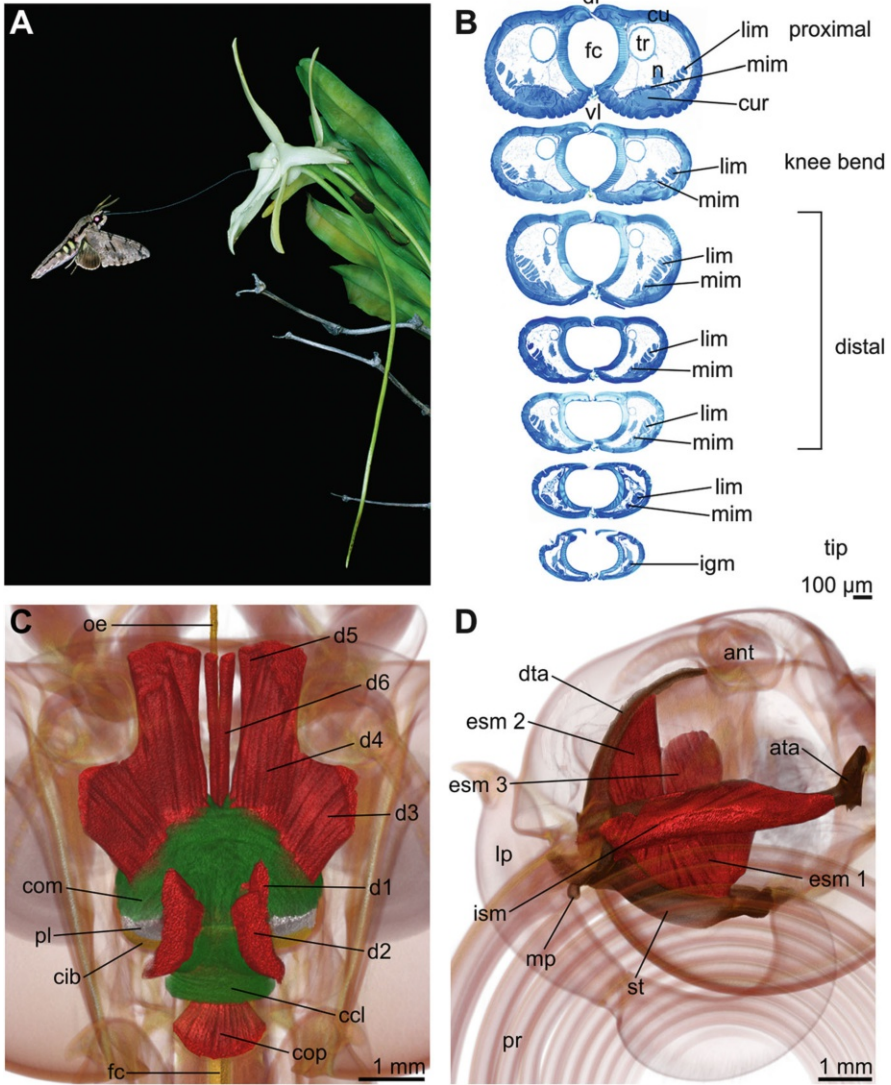 A
B
cu
fc
tr
n
vl
lim
proximal
mim
cur
lim
knee bend
mim
lim
mim
distal
lim
mim
lim
mim
lim
mim
igm
tip
100 µm
C
oe
d5
d6
d4
d3
com
d1
pl
d2
cib
ccl
cop
fc
1 mm
D
ant
dta
esm 2
ata
esm 3
lp
esm 1
ism
mp
st
pr
1 mm